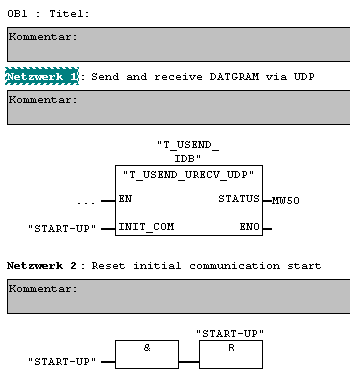 OB1 : Titel:
Kommentar:
Netzwerk 1: Send and receive DATGRAM via UDP
Kommentar:
"T_USEND_
IDB"
"T_USEND_URECV_UDP"
... EN STATUS MW50
"START-UP" INIT_COM ENO
Netzwerk 2: Reset initial communication start
Kommentar:
"START-UP"
& R
"START-UP"